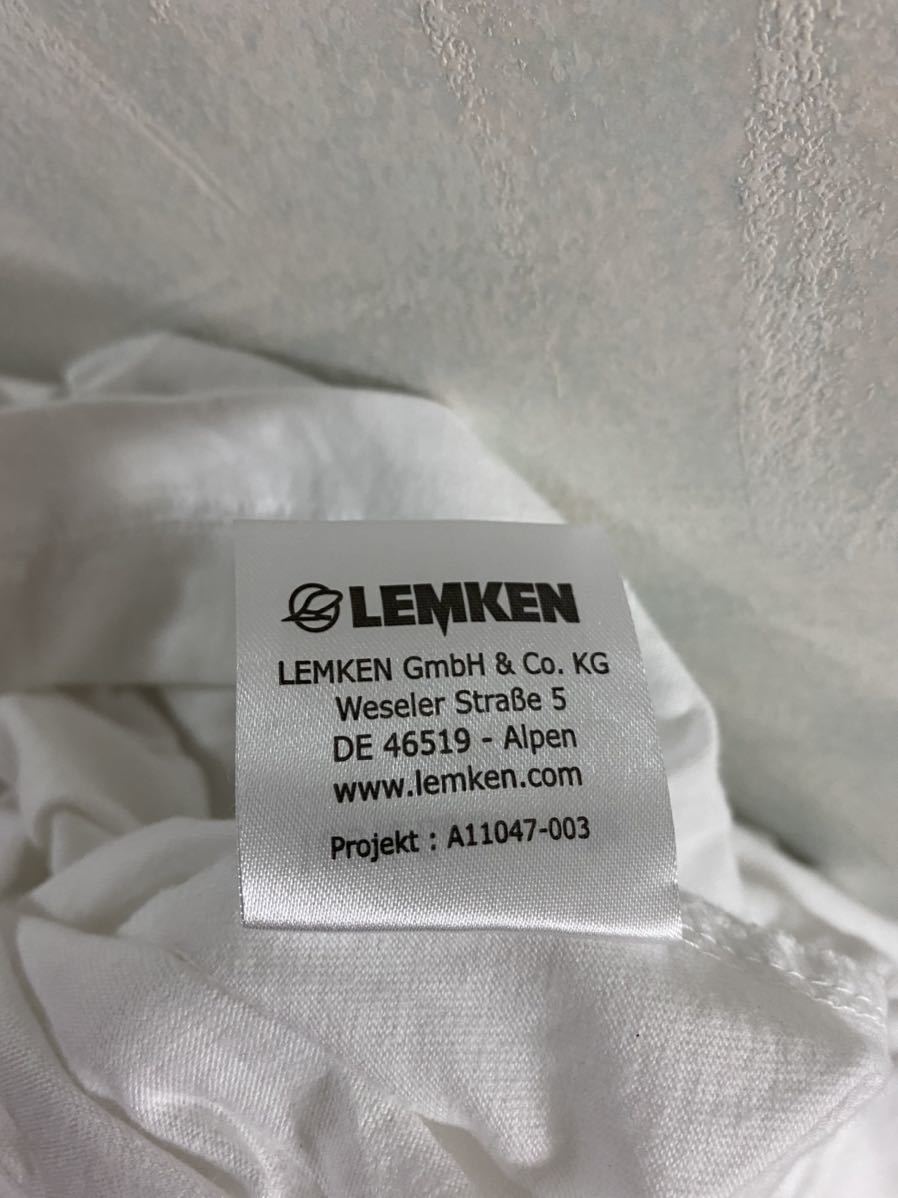 LEMKEN
LEMKEN GmbH & Co. KG
Weseler Straße 5
DE 46519 - Alpen
www.lemken.com
Projekt : A11047-003